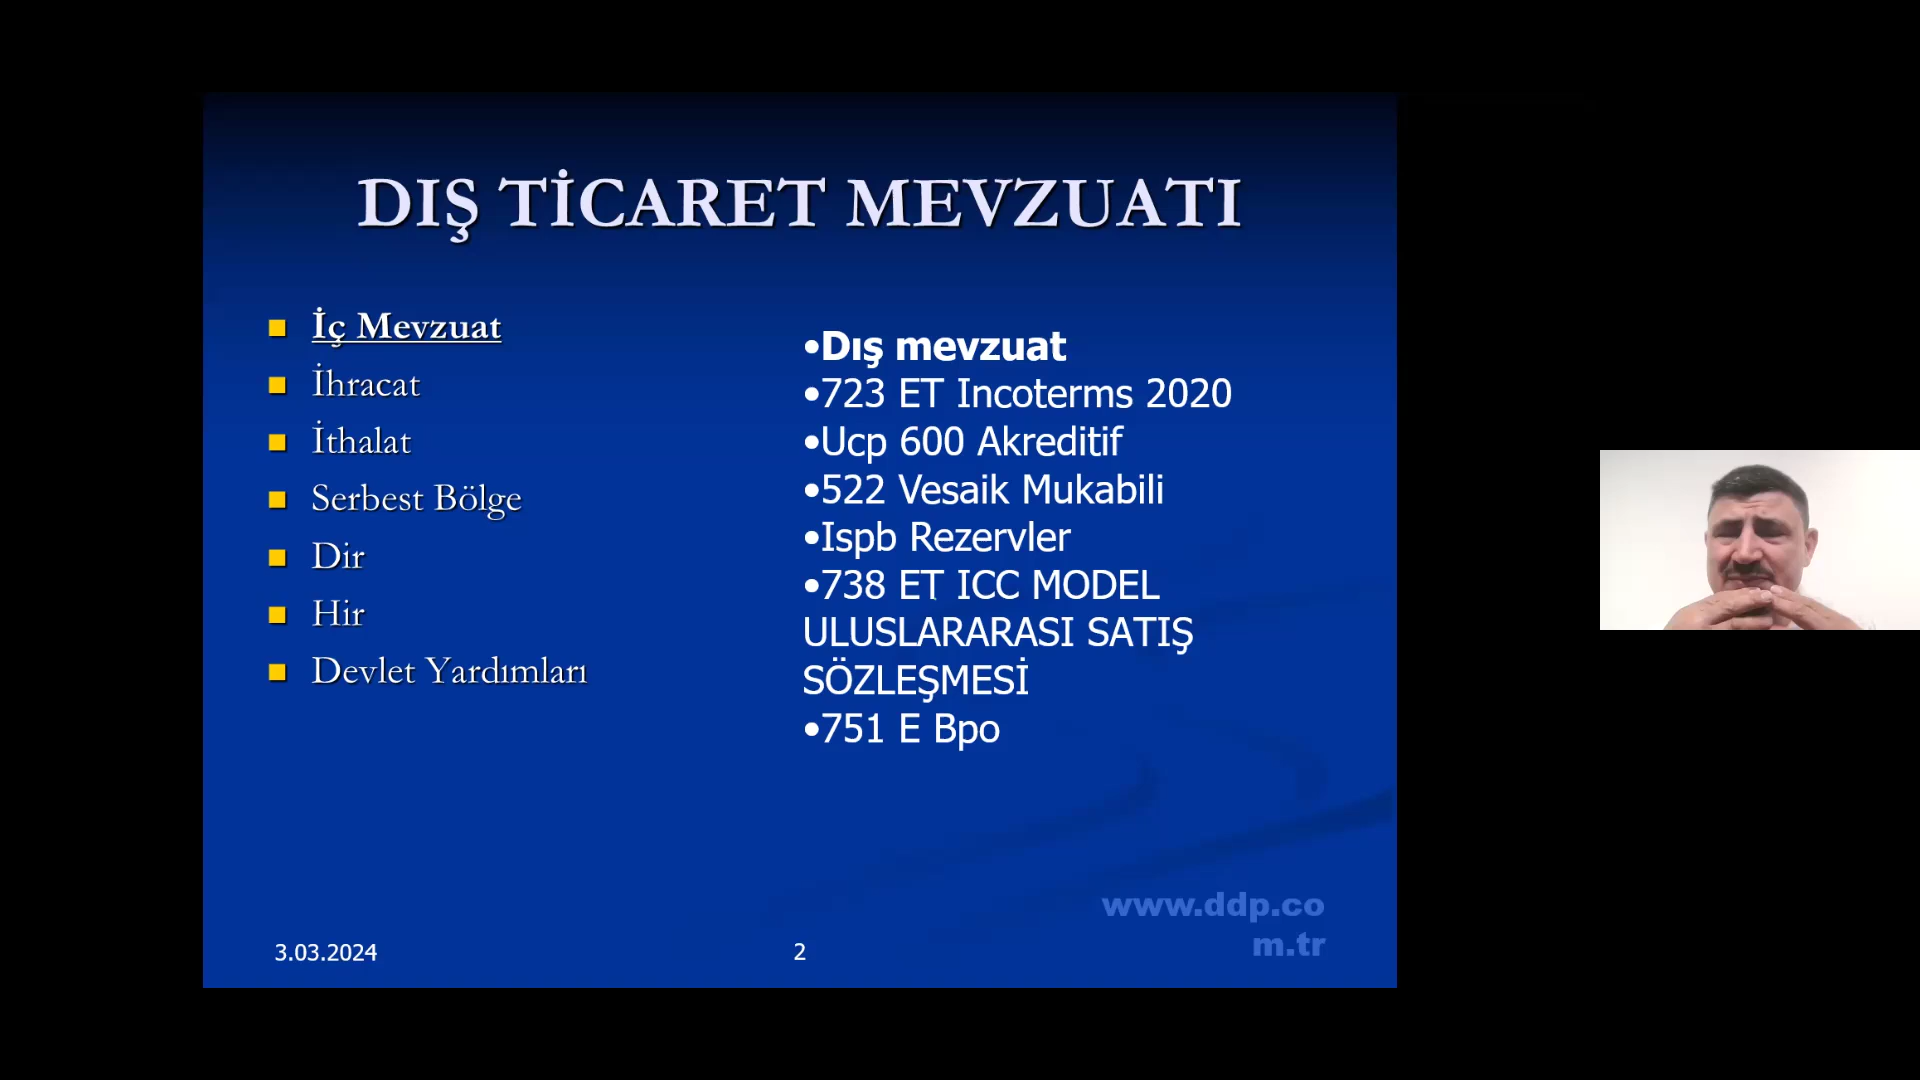 DIŞ TİCARET MEVZUATI
İç Mevzuat
İhracat
İthalat
Serbest Bölge
Dir
Hir
Devlet Yardımları
•Dış mevzuat
•723 ET Incoterms 2020
•Ucp 600 Akreditif
•522 Vesaik Mukabili
•Ispb Rezervler
•738 ET ICC MODEL
ULUSLARARASI SATIŞ
SÖZLEŞMESİ
•751 E Bpo
www.ddp.co
m.tr
3.03.2024
2